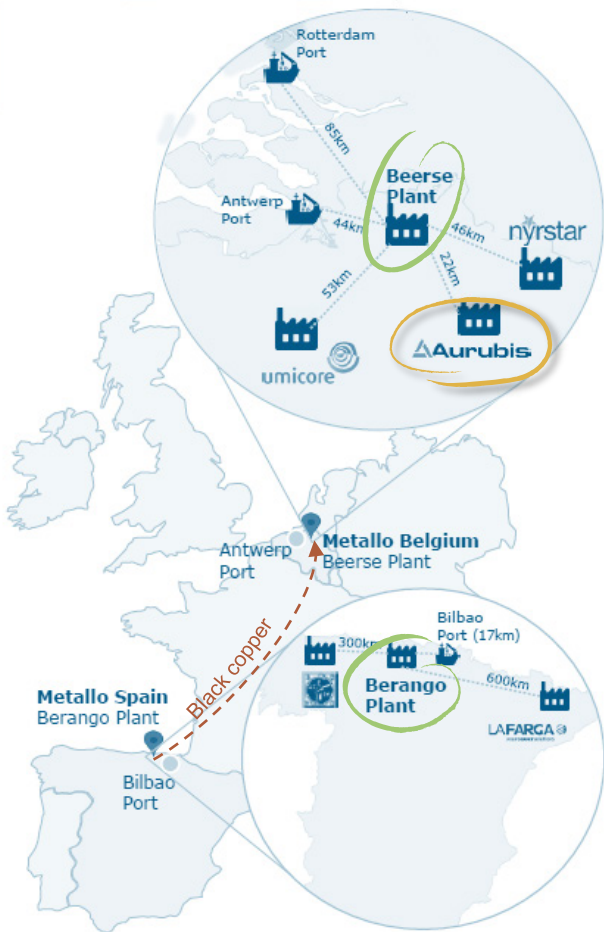 Rotterdam
Port
85km
Beerse
Plant
Antwerp
Port
44km
46km
nyrstar
22km
53km
Aurubis
umicore
Antwerp
Port
Metallo Belgium
Beerse Plant
Black copper
Metallo Spain
Berango Plant
Bilbao
Port
Bilbao
Port (17km)
300km
Berango
Plant
600km
LAFARGA